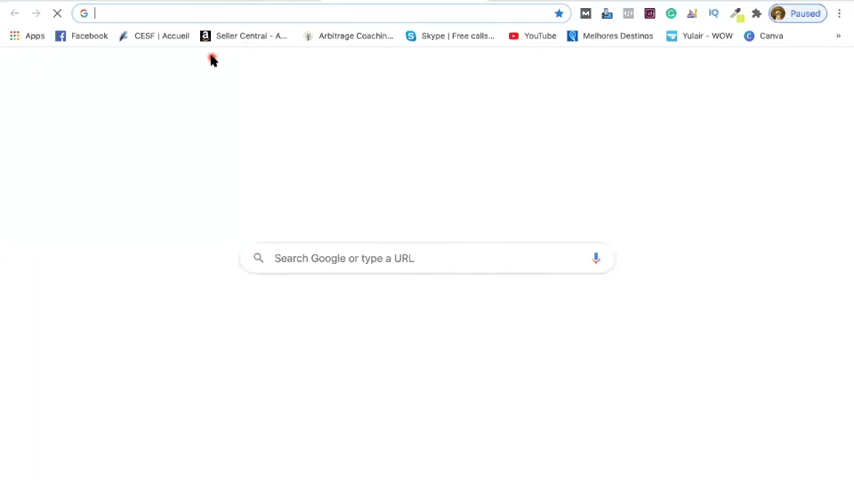 Paused
Apps Facebook CESF | Accueil Seller Central - A... Arbitrage Coachin... Skype | Free calls... YouTube Melhores Destinos Yulair - WOW Canva »
Search Google or type a URL